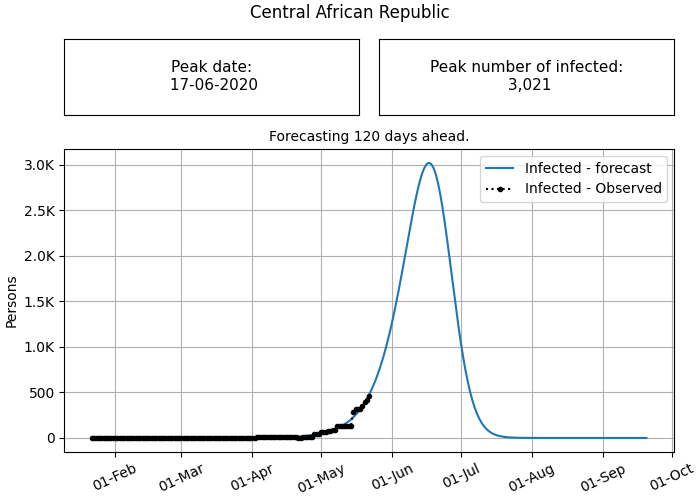 Central African Republic
Peak date:
17-06-2020
Peak number of infected:
3,021
Forecasting 120 days ahead.
Infected - forecast
Infected - Observed
Persons
3.0K
2.5K
2.0K
1.5K
1.0K
500
0
01-Feb
01-Mar
01-Apr
01-May
01-Jun
01-Jul
01-Aug
01-Sep
01-Oct